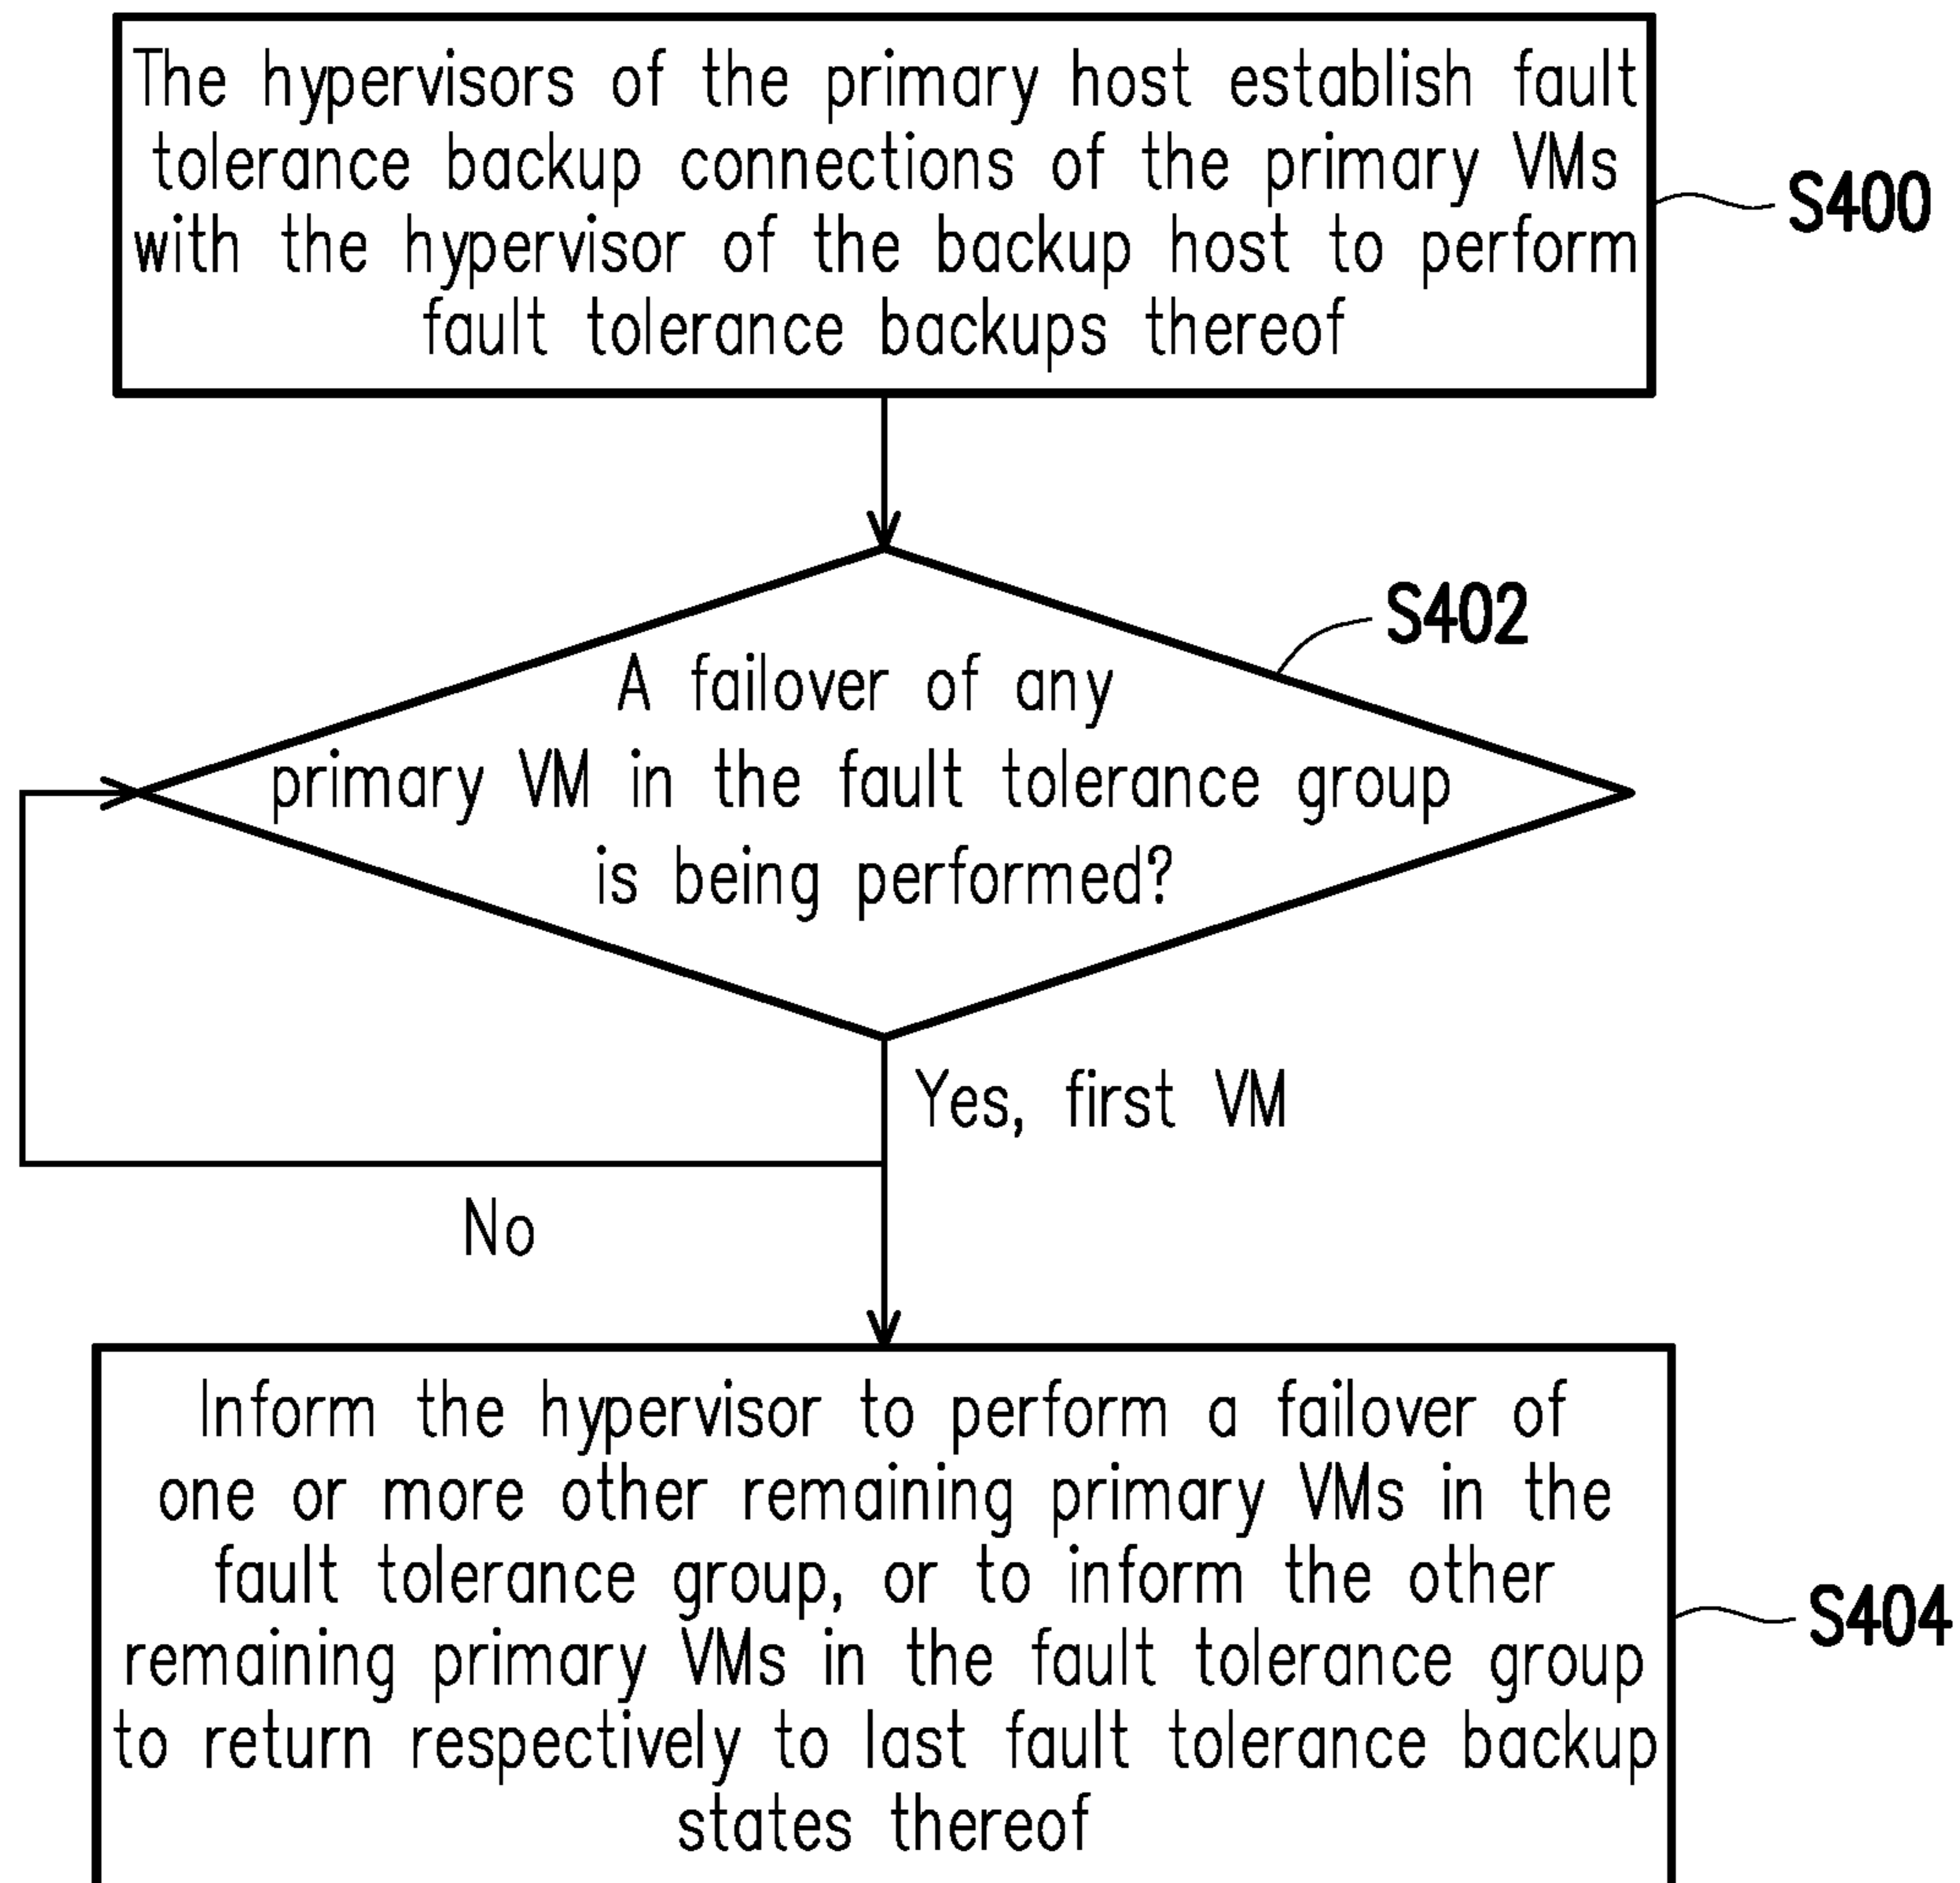 The hypervisors of the primary host establish fault
tolerance backup connections of the primary VMs
with the hypervisor of the backup host to perform
fault tolerance backups thereof
S400
S402
A failover of any
primary VM in the fault tolerance group
is being performed?
Yes, first VM
No
Inform the hypervisor to perform a failover of
one or more other remaining primary VMs in the
fault tolerance group, or to inform the other
remaining primary VMs in the fault tolerance group
to return respectively to last fault tolerance backup
states thereof
S404